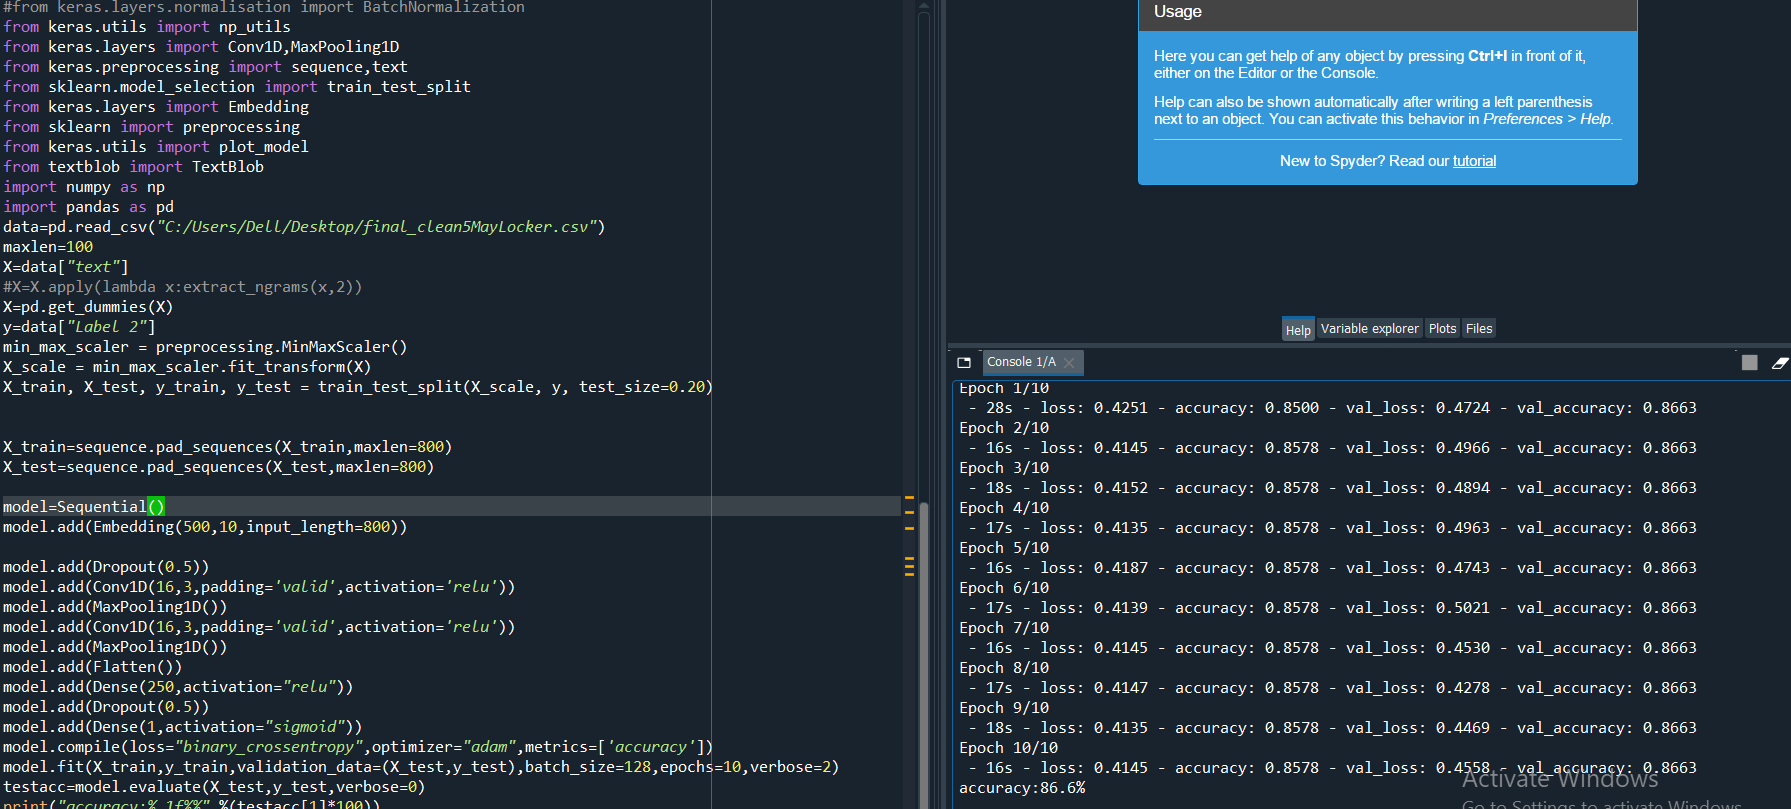 #from keras.layers.normalisation import BatchNormalization
from keras.utils import np_utils
from keras.layers import Conv1D,MaxPooling1D
from keras.preprocessing import sequence,text
from sklearn.model_selection import train_test_split
from keras.layers import Embedding
from sklearn import preprocessing
from keras.utils import plot_model
from textblob import TextBlob
import numpy as np
import pandas as pd
data=pd.read_csv("C:/Users/Dell/Desktop/final_clean5MayLocker.csv")
maxlen=100
X=data["text"]
#X=X.apply(lambda x:extract_ngrams(x,2))
X=pd.get_dummies(X)
y=data["Label 2"]
min_max_scaler = preprocessing.MinMaxScaler()
X_scale = min_max_scaler.fit_transform(X)
X_train, X_test, y_train, y_test = train_test_split(X_scale, y, test_size=0.20)
X_train=sequence.pad_sequences(X_train,maxlen=800)
X_test=sequence.pad_sequences(X_test,maxlen=800)
model=Sequential()
model.add(Embedding(500,10,input_length=800))
model.add(Dropout(0.5))
model.add(Conv1D(16,3,padding='valid',activation='relu'))
model.add(MaxPooling1D())
model.add(Conv1D(16,3,padding='valid',activation='relu'))
model.add(MaxPooling1D())
model.add(Flatten())
model.add(Dense(250,activation="relu"))
model.add(Dropout(0.5))
model.add(Dense(1,activation="sigmoid"))
model.compile(loss="binary_crossentropy",optimizer="adam",metrics=['accuracy'])
model.fit(X_train,y_train,validation_data=(X_test,y_test),batch_size=128,epochs=10,verbose=2)
testacc=model.evaluate(X_test,y_test,verbose=0)
print("accuracy:%.1f%%" %(testacc[1]*100))
Usage
Here you can get help of any object by pressing Ctrl+I in front of it,
either on the Editor or the Console.
Help can also be shown automatically after writing a left parenthesis
next to an object. You can activate this behavior in Preferences > Help.
New to Spyder? Read our tutorial
Help Variable explorer Plots Files
Console 1/A
Epoch 1/10
- 28s - loss: 0.4251 - accuracy: 0.8500 - val_loss: 0.4724 - val_accuracy: 0.8663
Epoch 2/10
- 16s - loss: 0.4145 - accuracy: 0.8578 - val_loss: 0.4966 - val_accuracy: 0.8663
Epoch 3/10
- 18s - loss: 0.4152 - accuracy: 0.8578 - val_loss: 0.4894 - val_accuracy: 0.8663
Epoch 4/10
- 17s - loss: 0.4135 - accuracy: 0.8578 - val_loss: 0.4963 - val_accuracy: 0.8663
Epoch 5/10
- 16s - loss: 0.4187 - accuracy: 0.8578 - val_loss: 0.4743 - val_accuracy: 0.8663
Epoch 6/10
- 17s - loss: 0.4139 - accuracy: 0.8578 - val_loss: 0.5021 - val_accuracy: 0.8663
Epoch 7/10
- 16s - loss: 0.4145 - accuracy: 0.8578 - val_loss: 0.4530 - val_accuracy: 0.8663
Epoch 8/10
- 17s - loss: 0.4147 - accuracy: 0.8578 - val_loss: 0.4278 - val_accuracy: 0.8663
Epoch 9/10
- 18s - loss: 0.4135 - accuracy: 0.8578 - val_loss: 0.4469 - val_accuracy: 0.8663
Epoch 10/10
- 16s - loss: 0.4145 - accuracy: 0.8578 - val_loss: 0.4558 - val_accuracy: 0.8663
accuracy:86.6%
Activate Windows
Go to Settings to activate Windows.